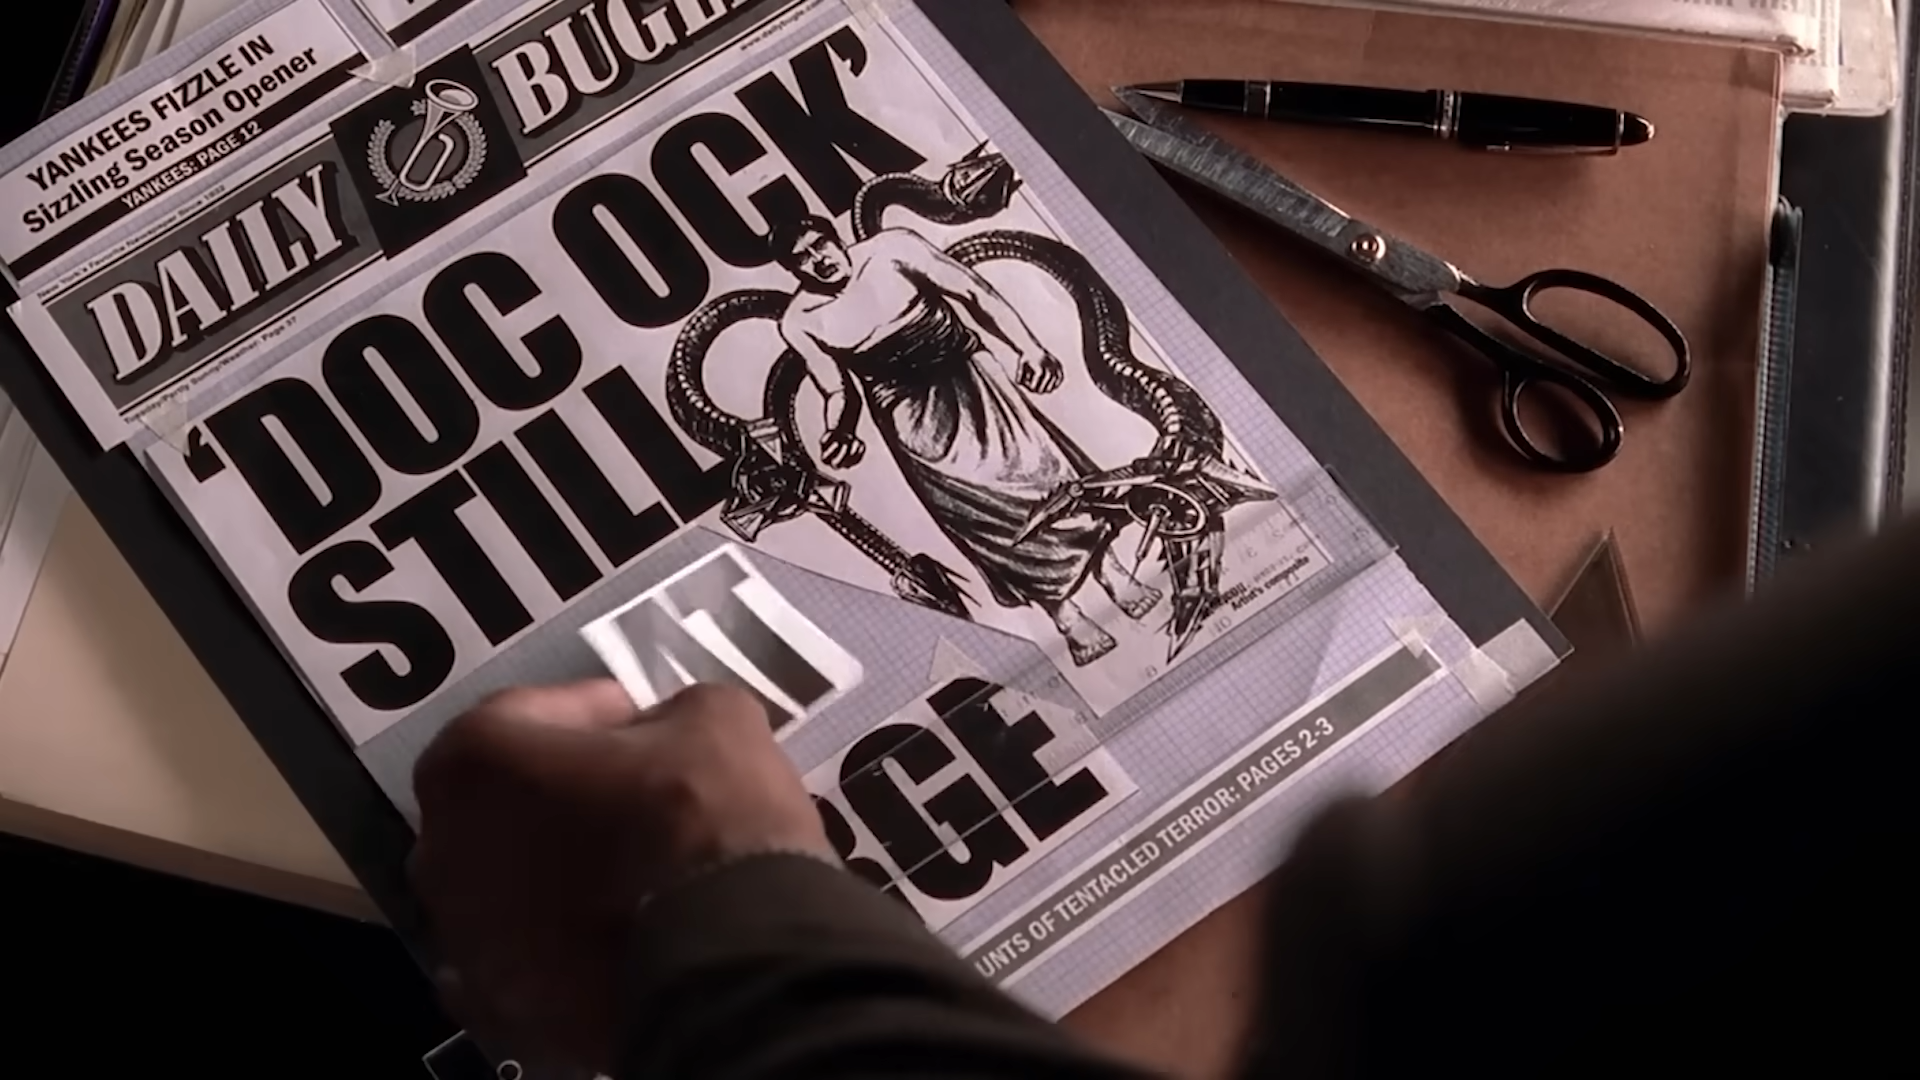 YANKEES FIZZLE IN
Sizzling Season Opener
YANKEES: PAGE 12
DAILY BUGL
'DOC OCK'
STILL
AT
RGE
Artist's composite
UNTS OF TENTACLED TERROR: PAGES 2-3